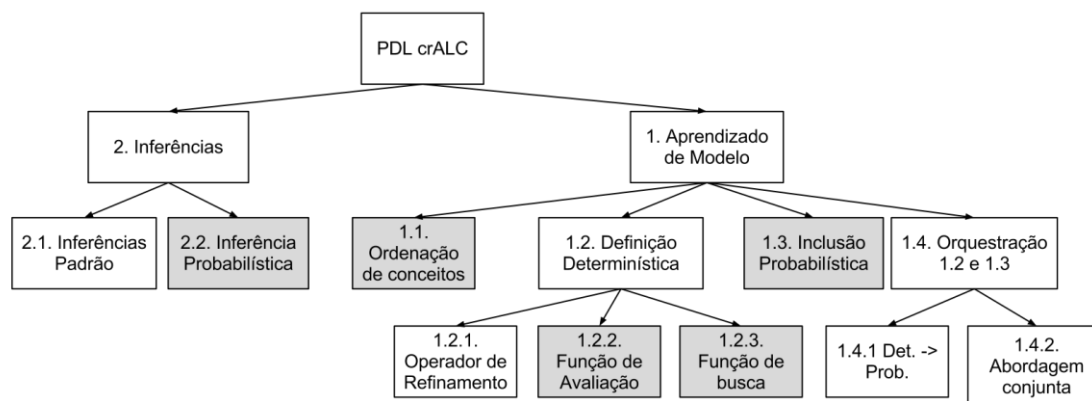 PDL crALC
2. Inferências
1. Aprendizado
de Modelo
2.1. Inferências
Padrão
2.2. Inferência
Probabilística
1.1.
Ordenação
de conceitos
1.2. Definição
Determinística
1.3. Inclusão
Probabilística
1.4. Orquestração
1.2 e 1.3
1.2.1.
Operador de
Refinamento
1.2.2.
Função de
Avaliação
1.2.3.
Função de
busca
1.4.1 Det. ->
Prob.
1.4.2.
Abordagem
conjunta